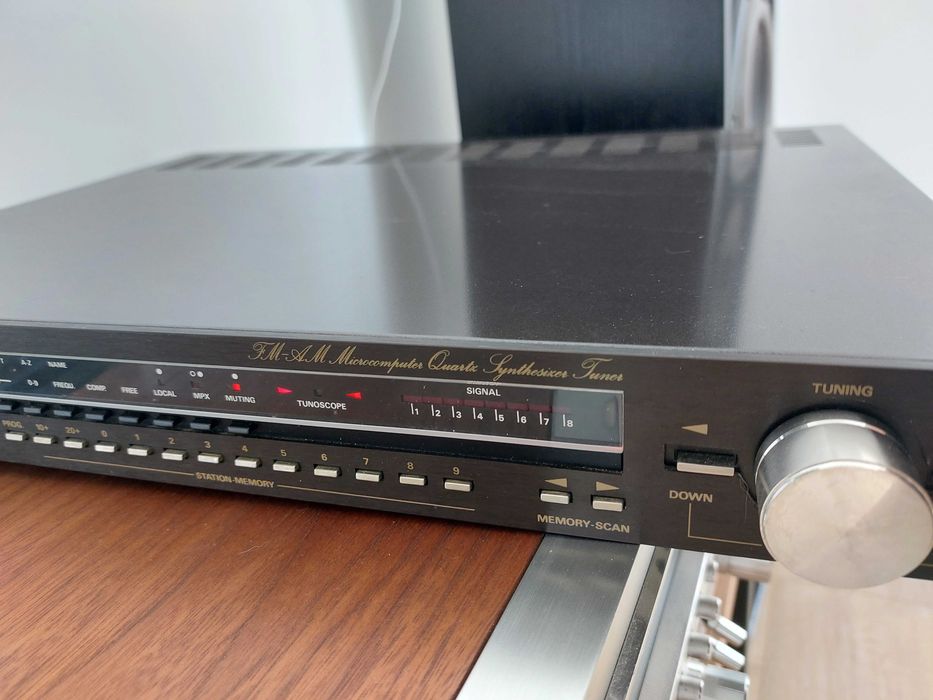 FM-AM Microcomputer Quartz Synthesizer Tuner
A-Z NAME
0-9 FREQU. COMP. FREE LOCAL MPX MUTING TUNOSCOPE
SIGNAL
1 2 3 4 5 6 7 8
PROG 10+ 20+ 0 1 2 3 4 5 6 7 8 9
STATION-MEMORY
MEMORY-SCAN
TUNING
DOWN